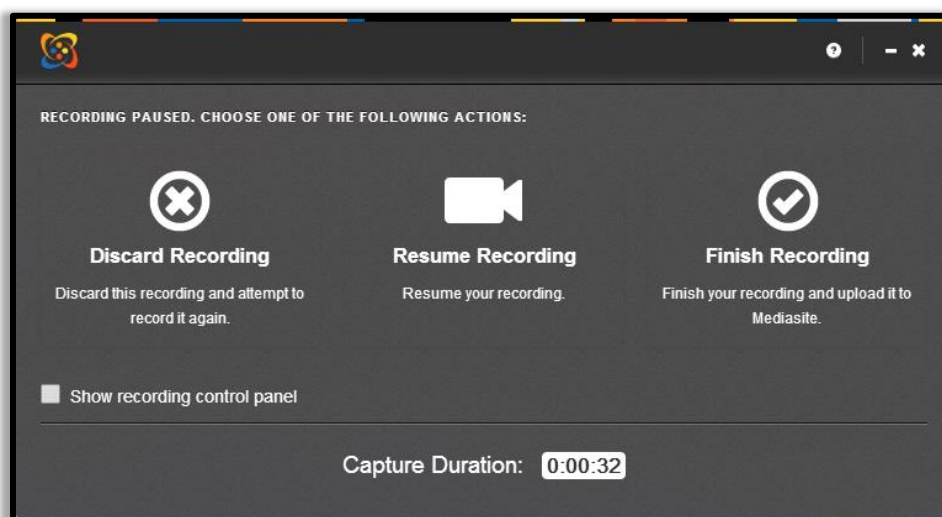 RECORDING PAUSED. CHOOSE ONE OF THE FOLLOWING ACTIONS:
Discard Recording
Discard this recording and attempt to
record it again.
Resume Recording
Resume your recording.
Finish Recording
Finish your recording and upload it to
Mediasite.
Show recording control panel
Capture Duration: 0:00:32